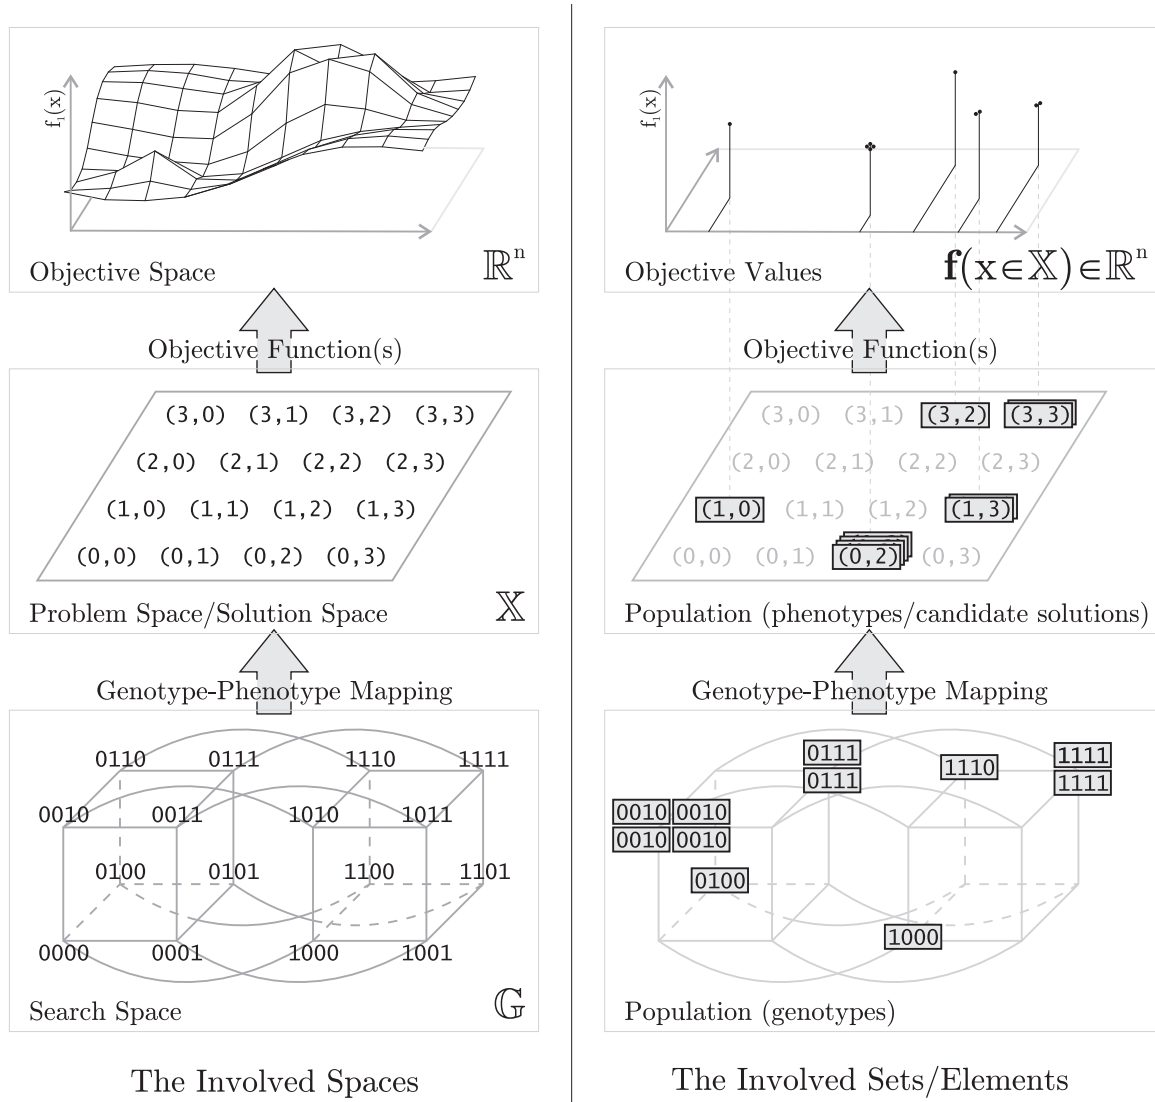 f₁(x)
Objective Space
ℝⁿ
Objective Function(s)
(3,0) (3,1) (3,2) (3,3)
(2,0) (2,1) (2,2) (2,3)
(1,0) (1,1) (1,2) (1,3)
(0,0) (0,1) (0,2) (0,3)
Problem Space/Solution Space
𝕏
Genotype-Phenotype Mapping
0110 0111 1110 1111
0010 0011 1010 1011
0100 0101 1100 1101
0000 0001 1000 1001
Search Space
𝔾
The Involved Spaces
f₁(x)
Objective Values
f(x∈𝕏)∈ℝⁿ
Objective Function(s)
(3,0) (3,1) (3,2) (3,3)
(2,0) (2,1) (2,2) (2,3)
(1,0) (1,1) (1,2) (1,3)
(0,0) (0,1) (0,2) (0,3)
Population (phenotypes/candidate solutions)
Genotype-Phenotype Mapping
0111 1110 1111
0111 1111
0010 0010
0010 0010
0100
1000
Population (genotypes)
The Involved Sets/Elements